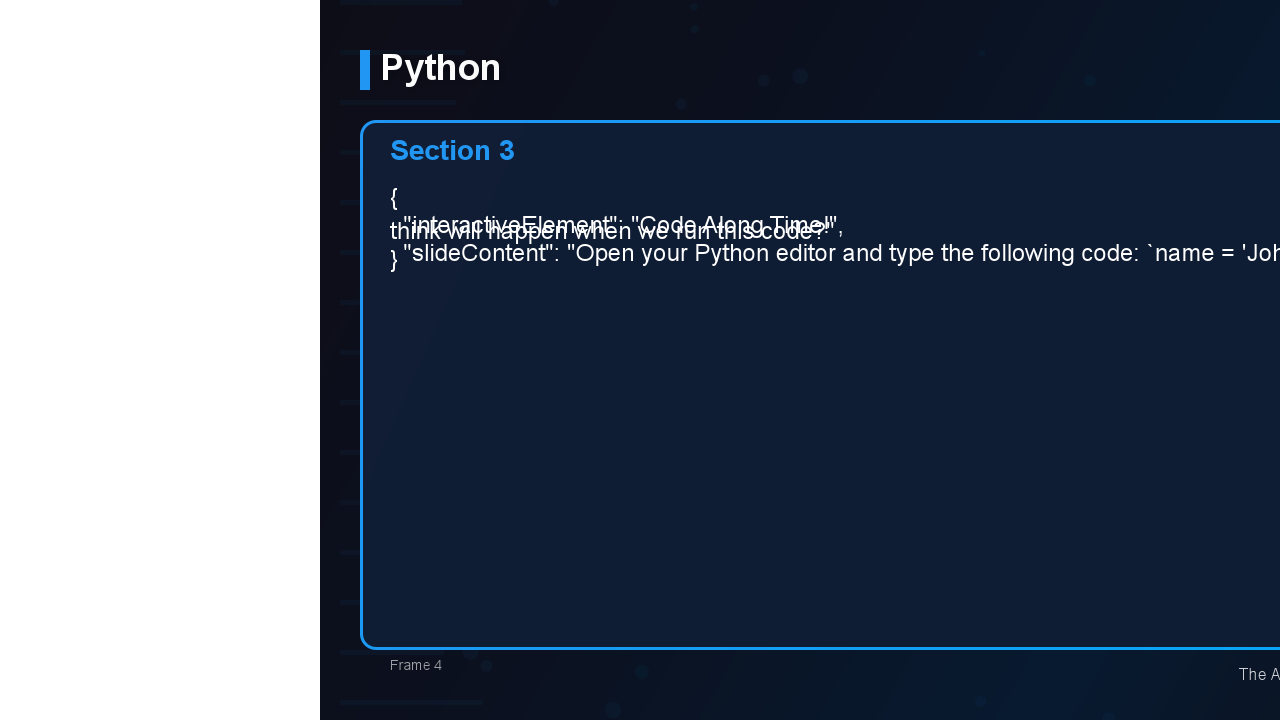 Python
Section 3
{
"interactiveElement": "Code Along Time!",
think will happen when we run this code?"
"slideContent": "Open your Python editor and type the following code: `name = 'Joh
}
Frame 4
The A